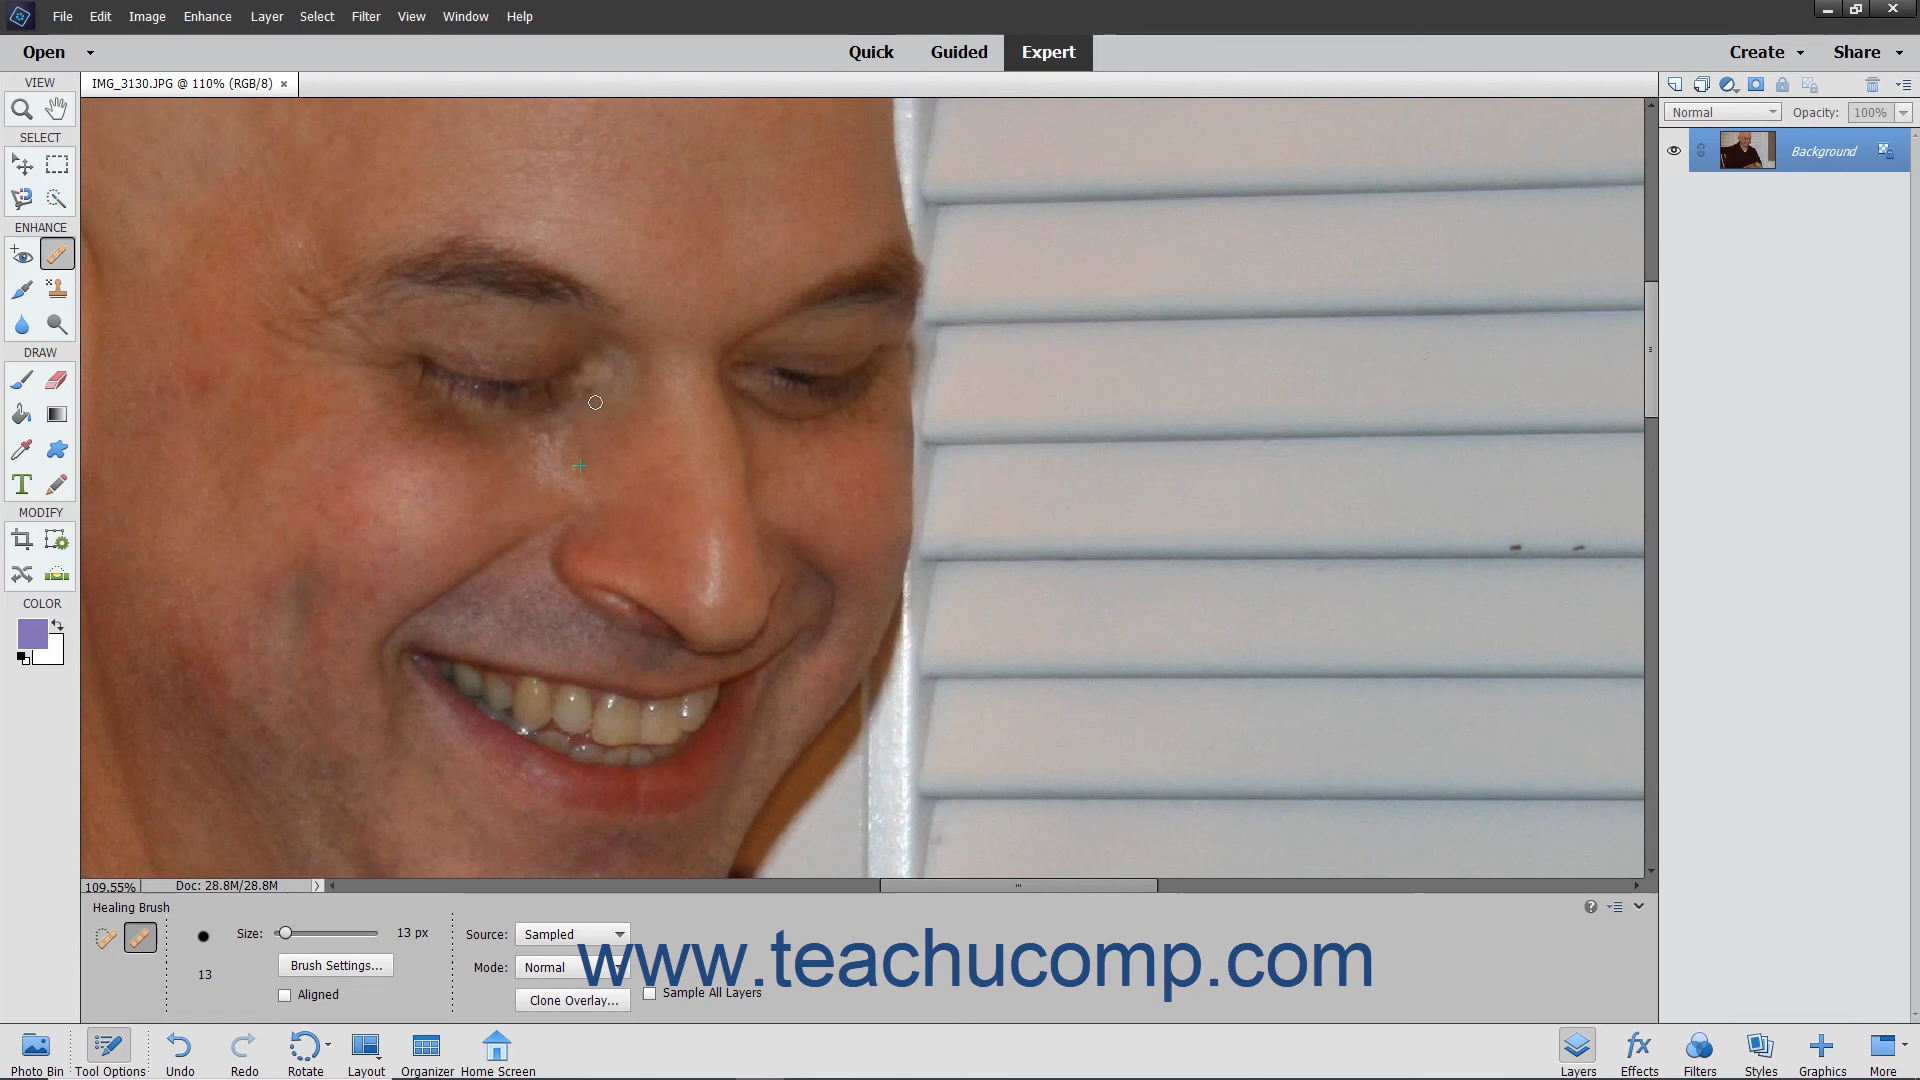 File Edit Image Enhance Layer Select Filter View Window Help
Open Quick Guided Expert Create Share
VIEW
IMG_3130.JPG @ 110% (RGB/8) ×
Normal Opacity: 100%
SELECT
Background
ENHANCE
DRAW
T
MODIFY
COLOR
109.55% Doc: 28.8M/28.8M
Healing Brush
Size: 13 px Source: Sampled
13 Brush Settings... Mode: Normal
www.teachucomp.com
Aligned Clone Overlay... Sample All Layers
Photo Bin Tool Options Undo Redo Rotate Layout Organizer Home Screen fx Layers Effects Filters Styles Graphics More